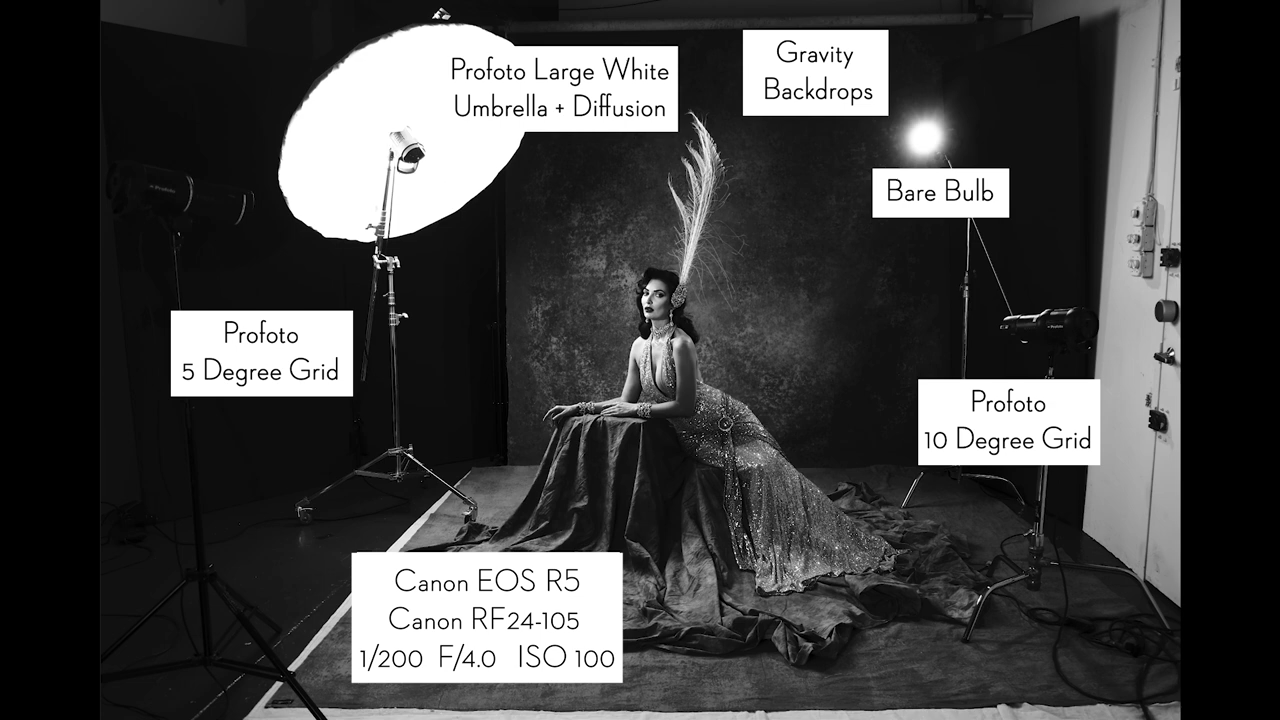 Profoto Large White
Umbrella + Diffusion
Gravity
Backdrops
Bare Bulb
Profoto
5 Degree Grid
Profoto
10 Degree Grid
Canon EOS R5
Canon RF24-105
1/200 F/4.0 ISO 100
Profoto